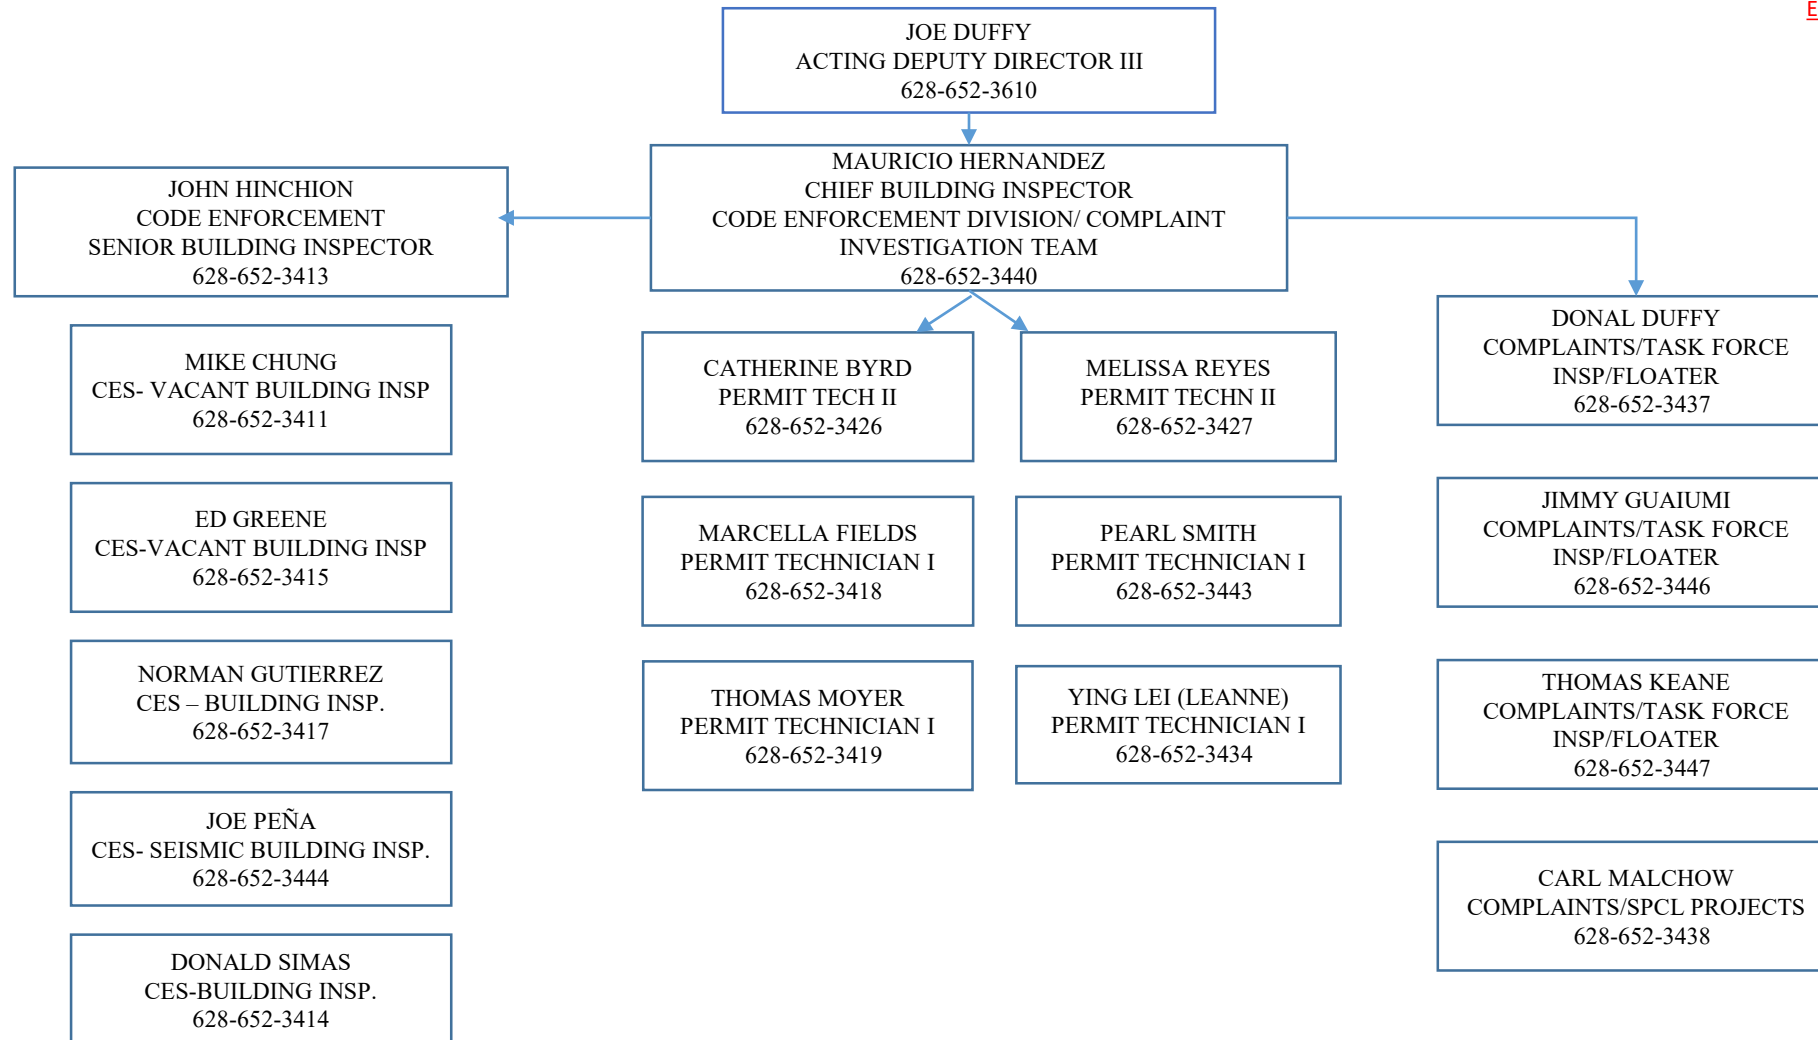 E
JOE DUFFY
ACTING DEPUTY DIRECTOR III
628-652-3610
MAURICIO HERNANDEZ
CHIEF BUILDING INSPECTOR
CODE ENFORCEMENT DIVISION/ COMPLAINT
INVESTIGATION TEAM
628-652-3440
JOHN HINCHION
CODE ENFORCEMENT
SENIOR BUILDING INSPECTOR
628-652-3413
MIKE CHUNG
CES- VACANT BUILDING INSP
628-652-3411
ED GREENE
CES-VACANT BUILDING INSP
628-652-3415
NORMAN GUTIERREZ
CES – BUILDING INSP.
628-652-3417
JOE PEÑA
CES- SEISMIC BUILDING INSP.
628-652-3444
DONALD SIMAS
CES-BUILDING INSP.
628-652-3414
CATHERINE BYRD
PERMIT TECH II
628-652-3426
MELISSA REYES
PERMIT TECHN II
628-652-3427
MARCELLA FIELDS
PERMIT TECHNICIAN I
628-652-3418
PEARL SMITH
PERMIT TECHNICIAN I
628-652-3443
THOMAS MOYER
PERMIT TECHNICIAN I
628-652-3419
YING LEI (LEANNE)
PERMIT TECHNICIAN I
628-652-3434
DONAL DUFFY
COMPLAINTS/TASK FORCE
INSP/FLOATER
628-652-3437
JIMMY GUAIUMI
COMPLAINTS/TASK FORCE
INSP/FLOATER
628-652-3446
THOMAS KEANE
COMPLAINTS/TASK FORCE
INSP/FLOATER
628-652-3447
CARL MALCHOW
COMPLAINTS/SPCL PROJECTS
628-652-3438